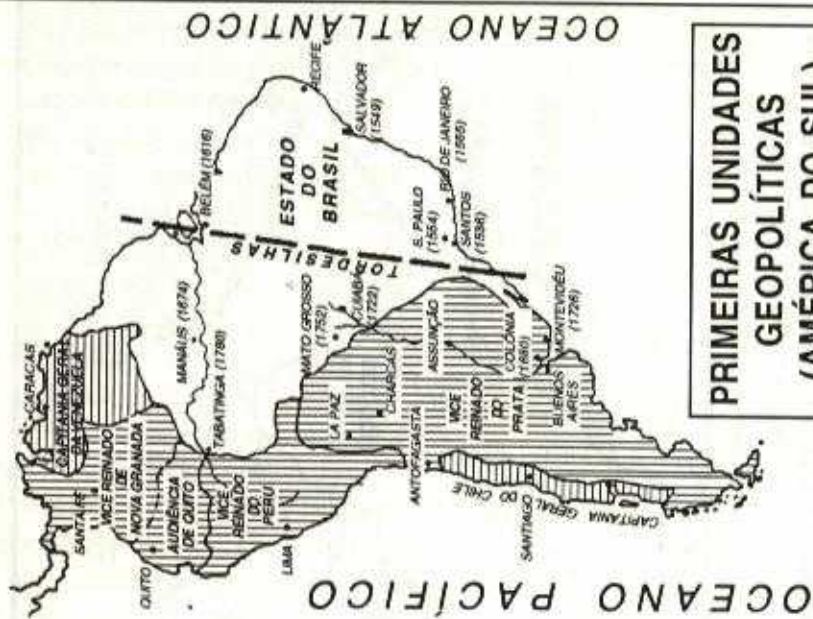 PRIMEIRAS UNIDADES
GEOPOLÍTICAS
(AMÉRICA DO SUL)
OCEANO ATLÂNTICO
OCEANO PACÍFICO
CARACAS
CAPITANIA GERAL
DA VENEZUELA
SANTA FÉ
VICE REINADO
DE
NOVA GRANADA
QUITO
AUDIÊNCIA
DE QUITO
VICE
REINADO
DO
PERU
LIMA
MANAUS (1674)
TABATINGA (1780)
BELÉM (1616)
TORDESILHAS
ESTADO
DO
BRASIL
RECIFE
SALVADOR
(1549)
RIO DE JANEIRO
(1565)
S. PAULO
(1554)
SANTOS
(1536)
MATO GROSSO
(1752)
CUIABÁ
(1722)
LA PAZ
CHARCAS
ASSUNÇÃO
ANTOFAGASTA
VICE
REINADO
DO
PRATA
COLÔNIA
(1680)
MONTEVIDÉU
(1726)
BUENOS
AIRES
SANTIAGO
CAPITANIA GERAL DO CHILE